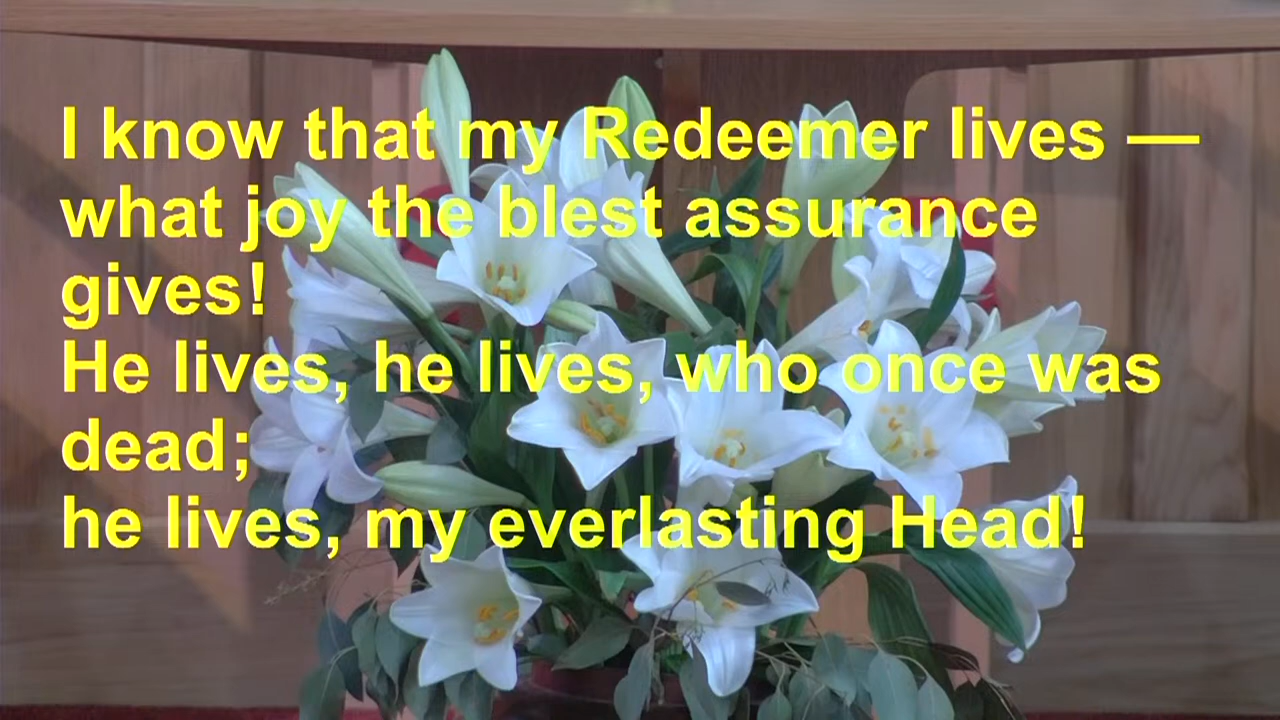 I know that my Redeemer lives —
what joy the blest assurance
gives!
He lives, he lives, who once was
dead;
he lives, my everlasting Head!